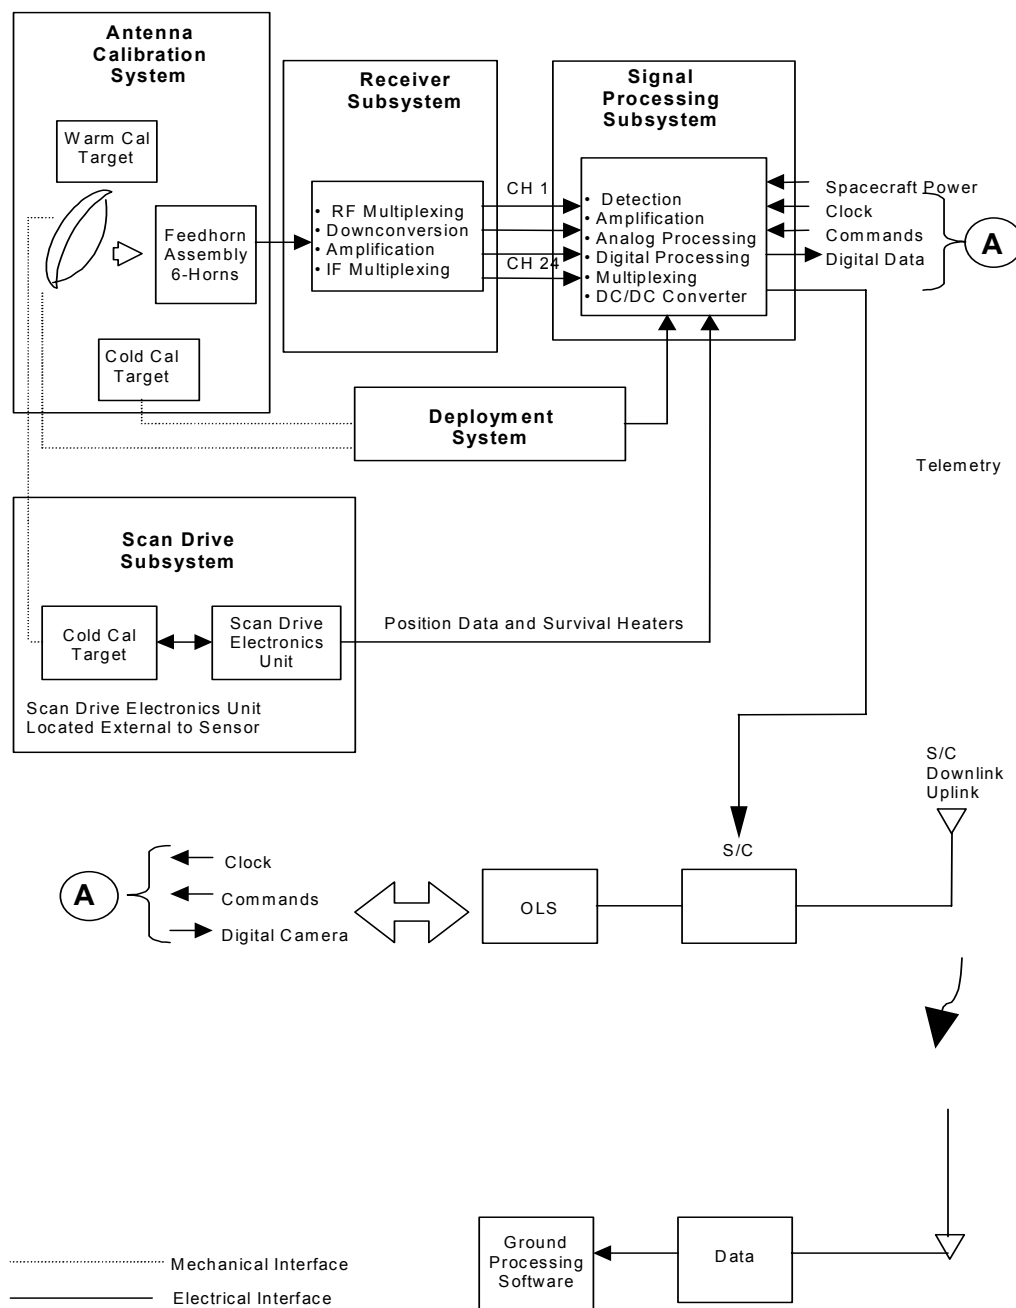 Antenna
Calibration
System
Warm Cal
Target
Feedhorn
Assembly
6-Horns
Cold Cal
Target
Receiver
Subsystem
• RF Multiplexing
• Downconversion
• Amplification
• IF Multiplexing
CH 1
CH 24
Signal
Processing
Subsystem
• Detection
• Amplification
• Analog Processing
• Digital Processing
• Multiplexing
• DC/DC Converter
Spacecraft Power
Clock
Commands
Digital Data
A
Deployment
System
Telemetry
Scan Drive
Subsystem
Cold Cal
Target
Scan Drive
Electronics
Unit
Position Data and Survival Heaters
Scan Drive Electronics Unit
Located External to Sensor
S/C
Downlink
Uplink
A
Clock
Commands
Digital Camera
OLS
S/C
Ground
Processing
Software
Data
Mechanical Interface
Electrical Interface